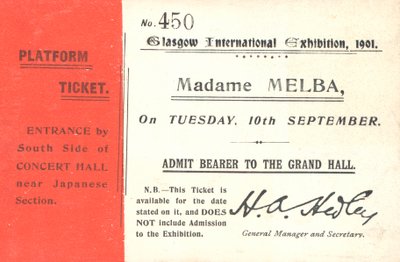 No. 450
Glasgow International Exhibition, 1901.
PLATFORM
TICKET.
ENTRANCE by
South Side of
CONCERT HALL
near Japanese
Section.
Madame MELBA,
On TUESDAY, 10th SEPTEMBER.
ADMIT BEARER TO THE GRAND HALL.
N.B.—This Ticket is
available for the date
stated on it, and DOES
NOT include Admission
to the Exhibition.
H. A. Hedley
General Manager and Secretary.